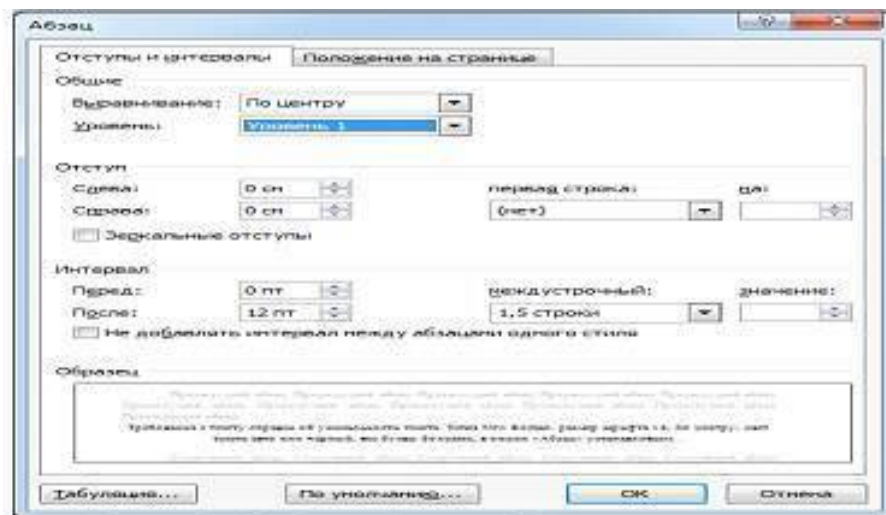 Абзац
Отступы и интервалы Положение на странице
Общие
Выравнивание: По центру
Уровень: Уровень 1
Отступ
Слева: 0 см первая строка: на:
Справа: 0 см (нет)
Зеркальные отступы
Интервал
Перед: 0 пт междустрочный: значение:
После: 12 пт 1,5 строки
Не добавлять интервал между абзацами одного стиля
Образец
Табуляция... По умолчанию... ОК Отмена